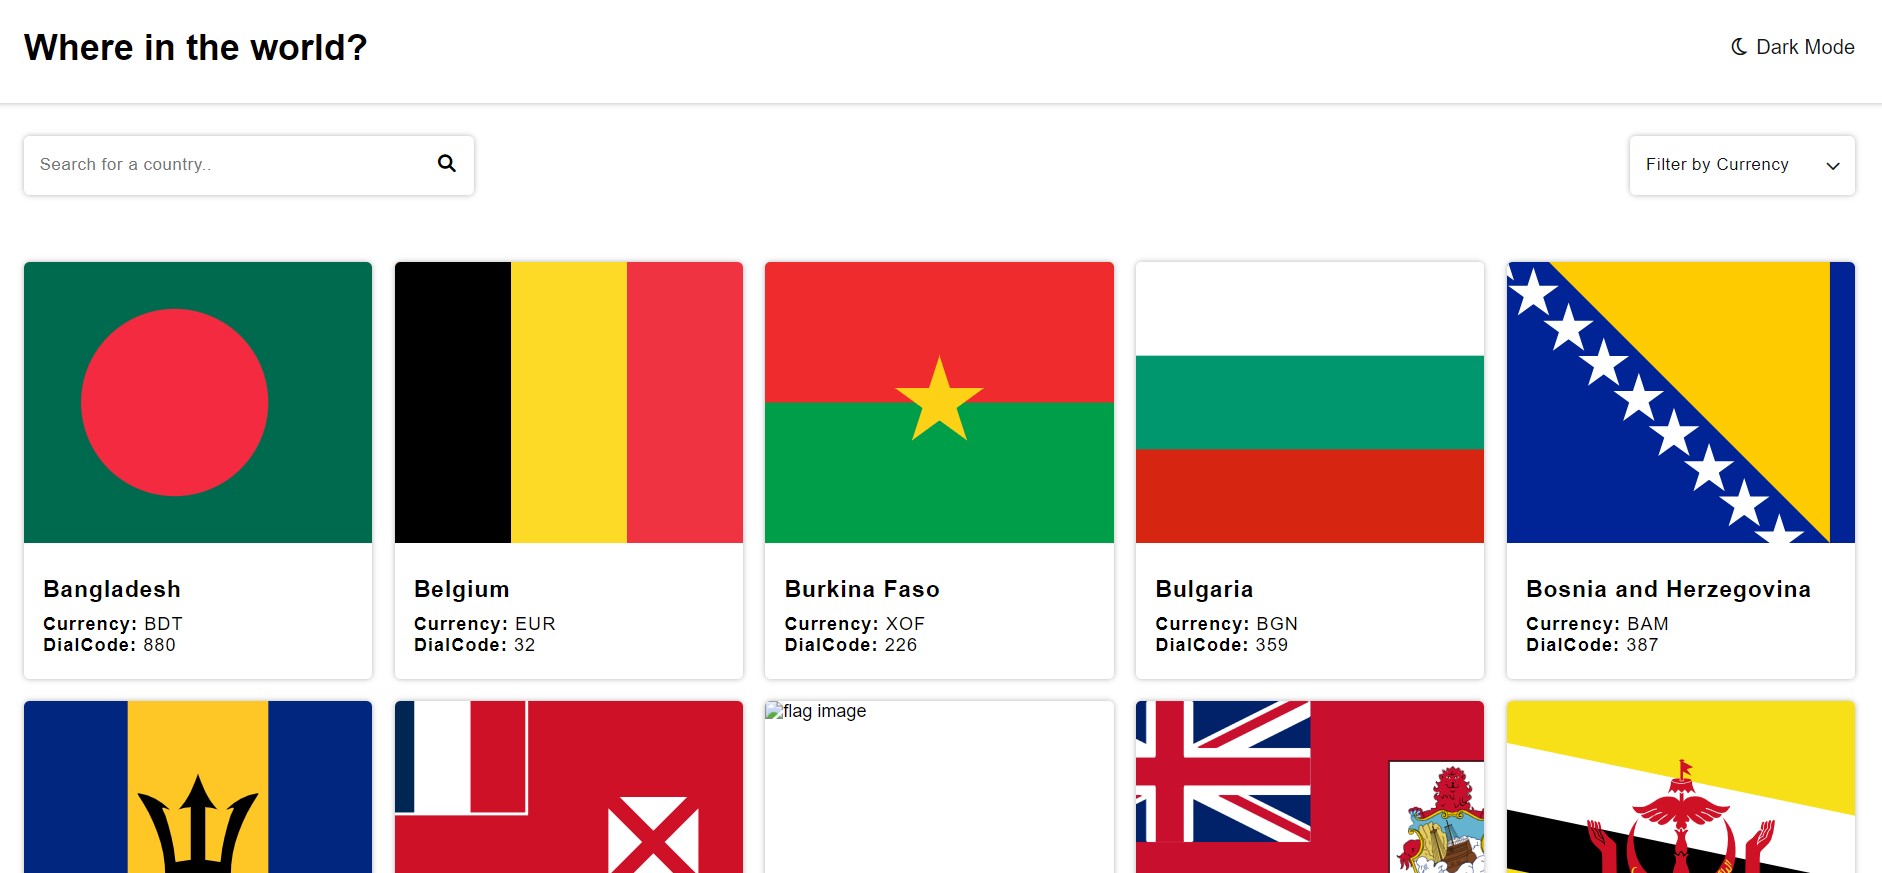 Where in the world?
Dark Mode
Search for a country..
Filter by Currency
Bangladesh
Currency: BDT
DialCode: 880
Belgium
Currency: EUR
DialCode: 32
Burkina Faso
Currency: XOF
DialCode: 226
Bulgaria
Currency: BGN
DialCode: 359
Bosnia and Herzegovina
Currency: BAM
DialCode: 387
flag image